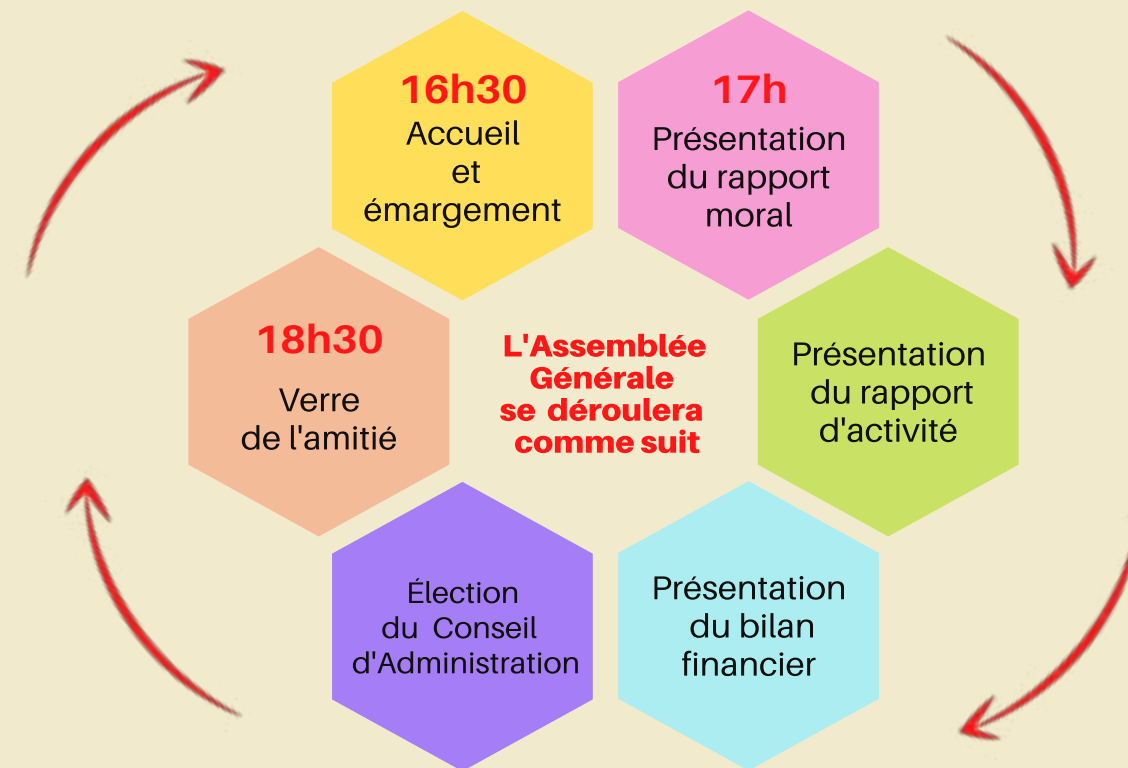 16h30
Accueil
et
émargement
17h
Présentation
du rapport
moral
Présentation
du rapport
d'activité
Présentation
du bilan
financier
Élection
du Conseil
d'Administration
18h30
Verre
de l'amitié
L'Assemblée
Générale
se déroulera
comme suit